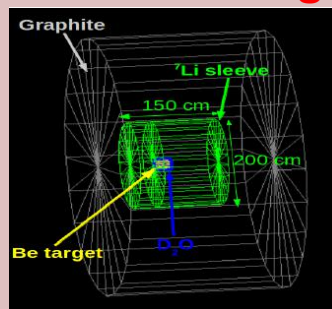 Graphite
⁷Li sleeve
150 cm
200 cm
Be target
D₂O